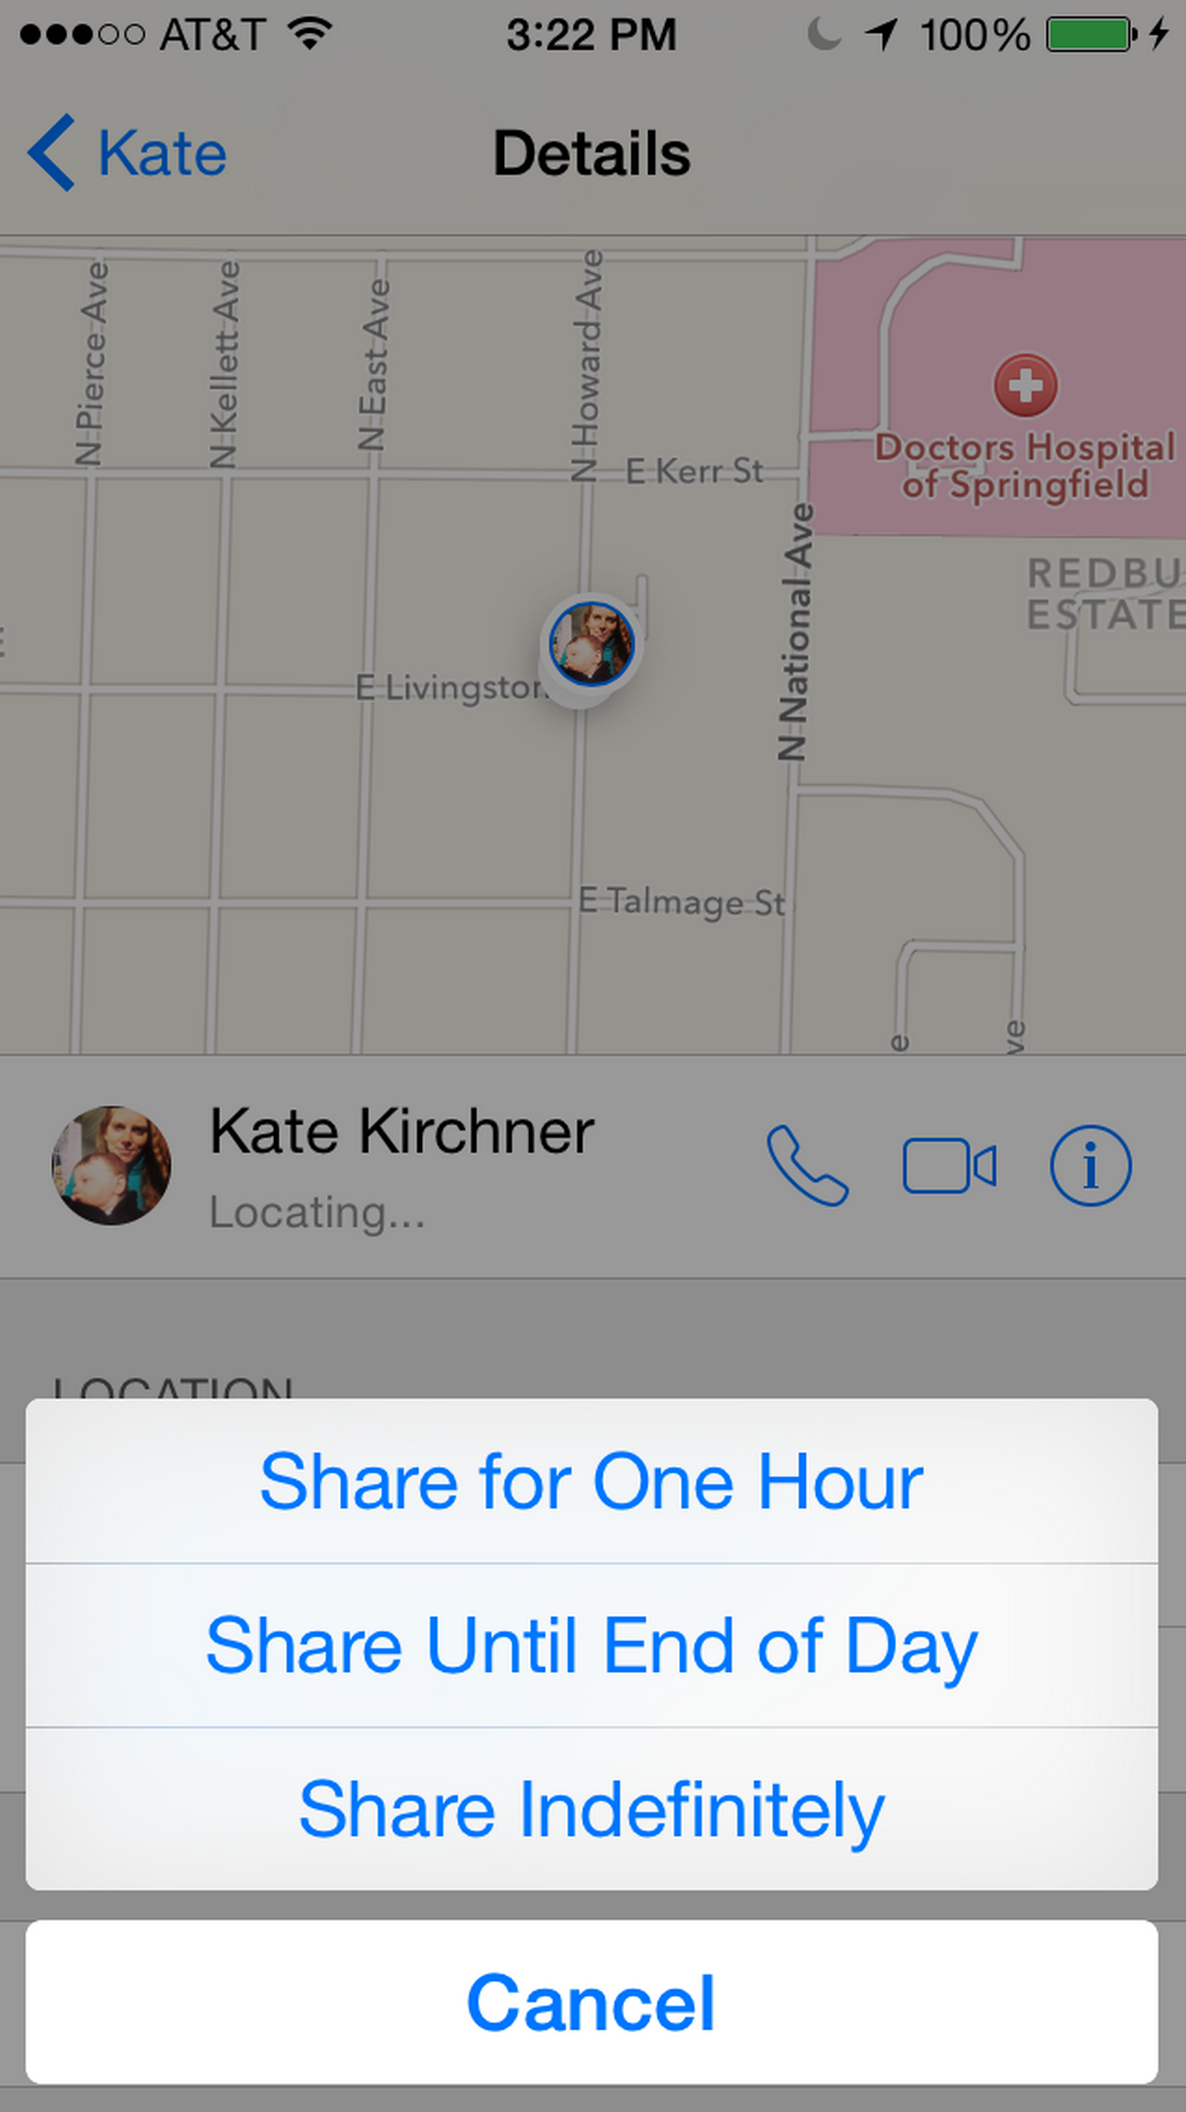 AT&T 3:22 PM 100%
Kate Details
N Pierce Ave
N Kellett Ave
N East Ave
N Howard Ave
E Kerr St
Doctors Hospital
of Springfield
N National Ave
REDBU
ESTATE
E
E Livingston
E Talmage St
e
ve
Kate Kirchner
Locating...
LOCATION
Share for One Hour
Share Until End of Day
Share Indefinitely
Cancel